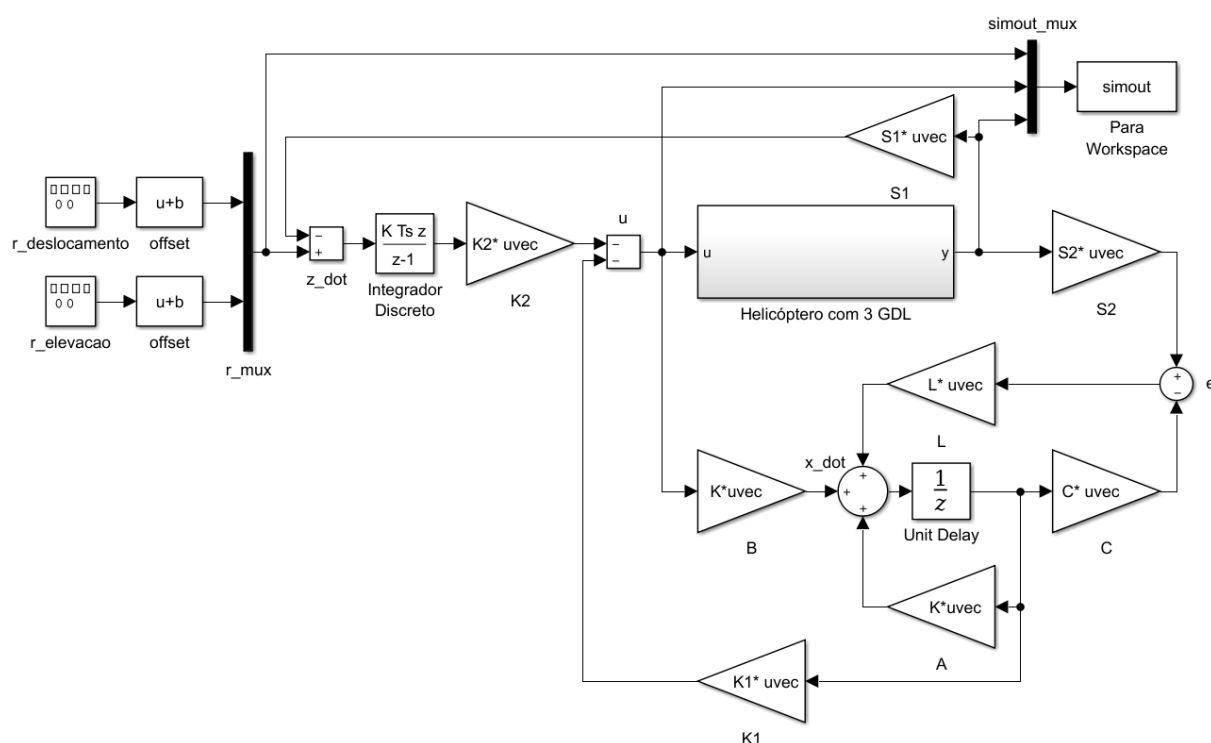 simout_mux
simout
Para
Workspace
S1* uvec
S1
r_deslocamento
u+b
offset
r_elevacao
u+b
offset
r_mux
−
+
z_dot
K Ts z
z-1
Integrador
Discreto
K2* uvec
K2
u
−
−
u
y
Helicóptero com 3 GDL
S2* uvec
S2
+
−
e
L* uvec
L
x_dot
+
+
+
K*uvec
B
1
z
Unit Delay
C* uvec
C
K*uvec
A
K1* uvec
K1